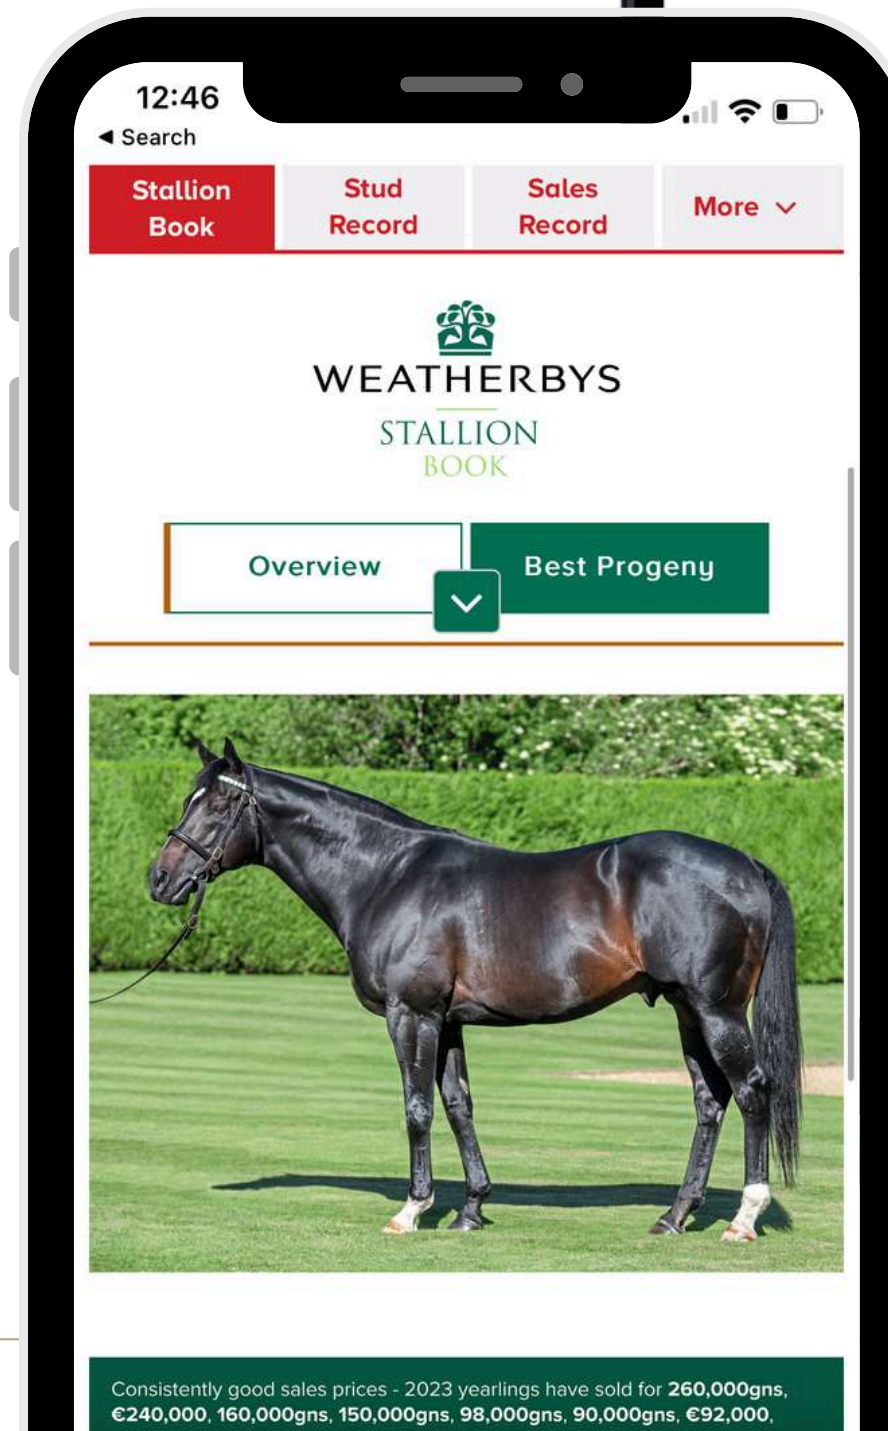 12:46
◀ Search
Stallion
Book
Stud
Record
Sales
Record
More
WEATHERBYS
STALLION
BOOK
Overview
Best Progeny
Consistently good sales prices - 2023 yearlings have sold for 260,000gns,
€240,000, 160,000gns, 150,000gns, 98,000gns, 90,000gns, €92,000,